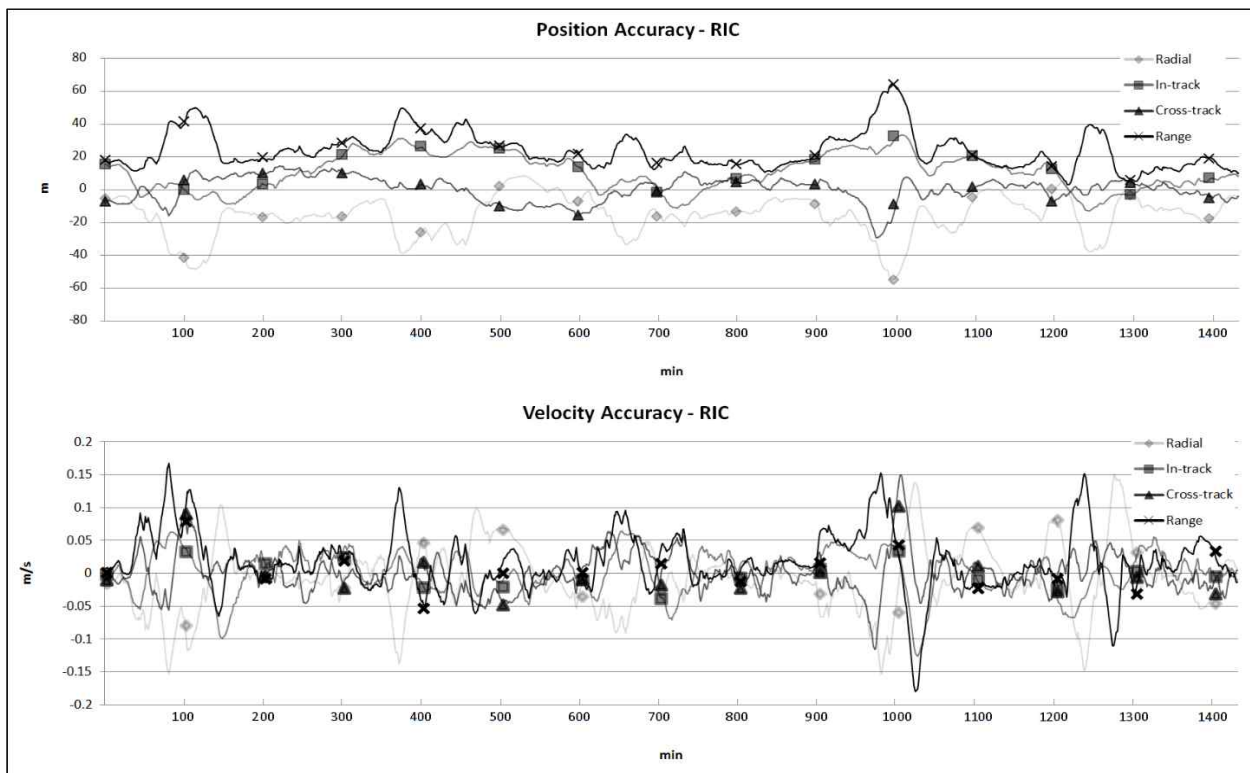 Position Accuracy - RIC
80
60
40
20
0
-20
-40
-60
-80
m
100 200 300 400 500 600 700 800 900 1000 1100 1200 1300 1400
min
Radial
In-track
Cross-track
Range
Velocity Accuracy - RIC
0.2
0.15
0.1
0.05
0
-0.05
-0.1
-0.15
-0.2
m/s
100 200 300 400 500 600 700 800 900 1000 1100 1200 1300 1400
min
Radial
In-track
Cross-track
Range